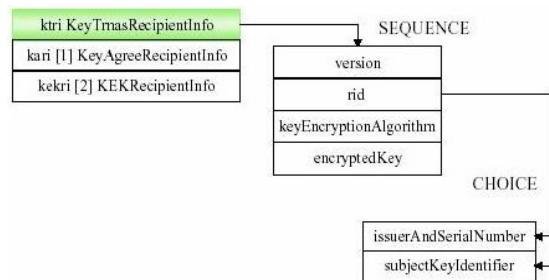 ktri KeyTrnasRecipientInfo
kari [1] KeyAgreeRecipientInfo
kekri [2] KEKRecipientInfo
SEQUENCE
version
rid
keyEncryptionAlgorithm
encryptedKey
CHOICE
issuerAndSerialNumber
subjectKeyIdentifier